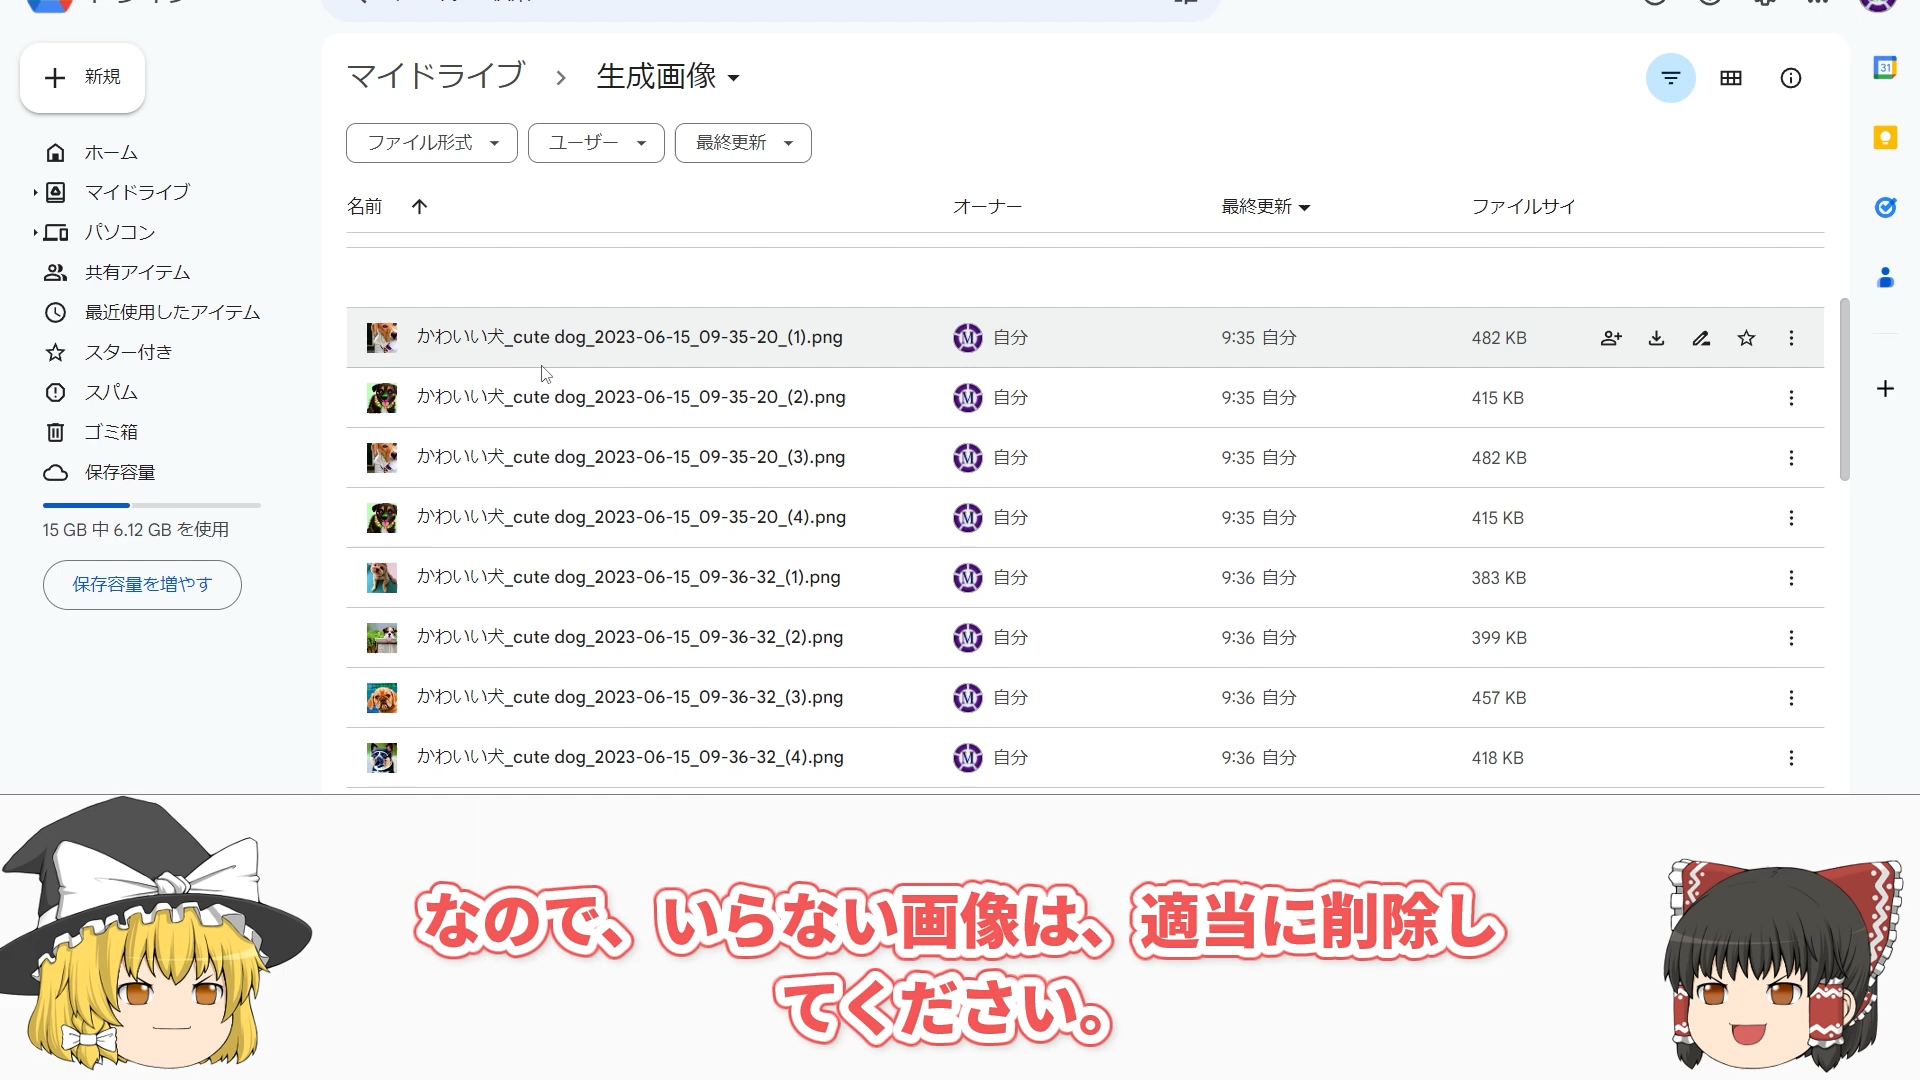 新規
マイドライブ › 生成画像
ファイル形式 ユーザー 最終更新
ホーム
マイドライブ
パソコン
共有アイテム
最近使用したアイテム
スター付き
スパム
ゴミ箱
保存容量
15 GB 中 6.12 GB を使用
保存容量を増やす
名前 オーナー 最終更新 ファイルサイ
かわいい犬_cute dog_2023-06-15_09-35-20_(1).png 自分 9:35 自分 482 KB
かわいい犬_cute dog_2023-06-15_09-35-20_(2).png 自分 9:35 自分 415 KB
かわいい犬_cute dog_2023-06-15_09-35-20_(3).png 自分 9:35 自分 482 KB
かわいい犬_cute dog_2023-06-15_09-35-20_(4).png 自分 9:35 自分 415 KB
かわいい犬_cute dog_2023-06-15_09-36-32_(1).png 自分 9:36 自分 383 KB
かわいい犬_cute dog_2023-06-15_09-36-32_(2).png 自分 9:36 自分 399 KB
かわいい犬_cute dog_2023-06-15_09-36-32_(3).png 自分 9:36 自分 457 KB
かわいい犬_cute dog_2023-06-15_09-36-32_(4).png 自分 9:36 自分 418 KB
31
なので、いらない画像は、適当に削除し
てください。